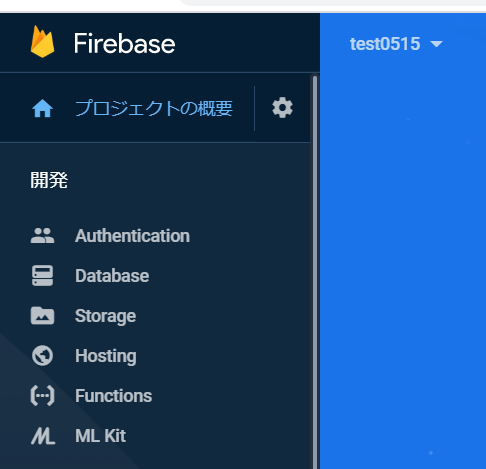 Firebase
test0515
プロジェクトの概要
開発
Authentication
Database
Storage
Hosting
Functions
ML Kit